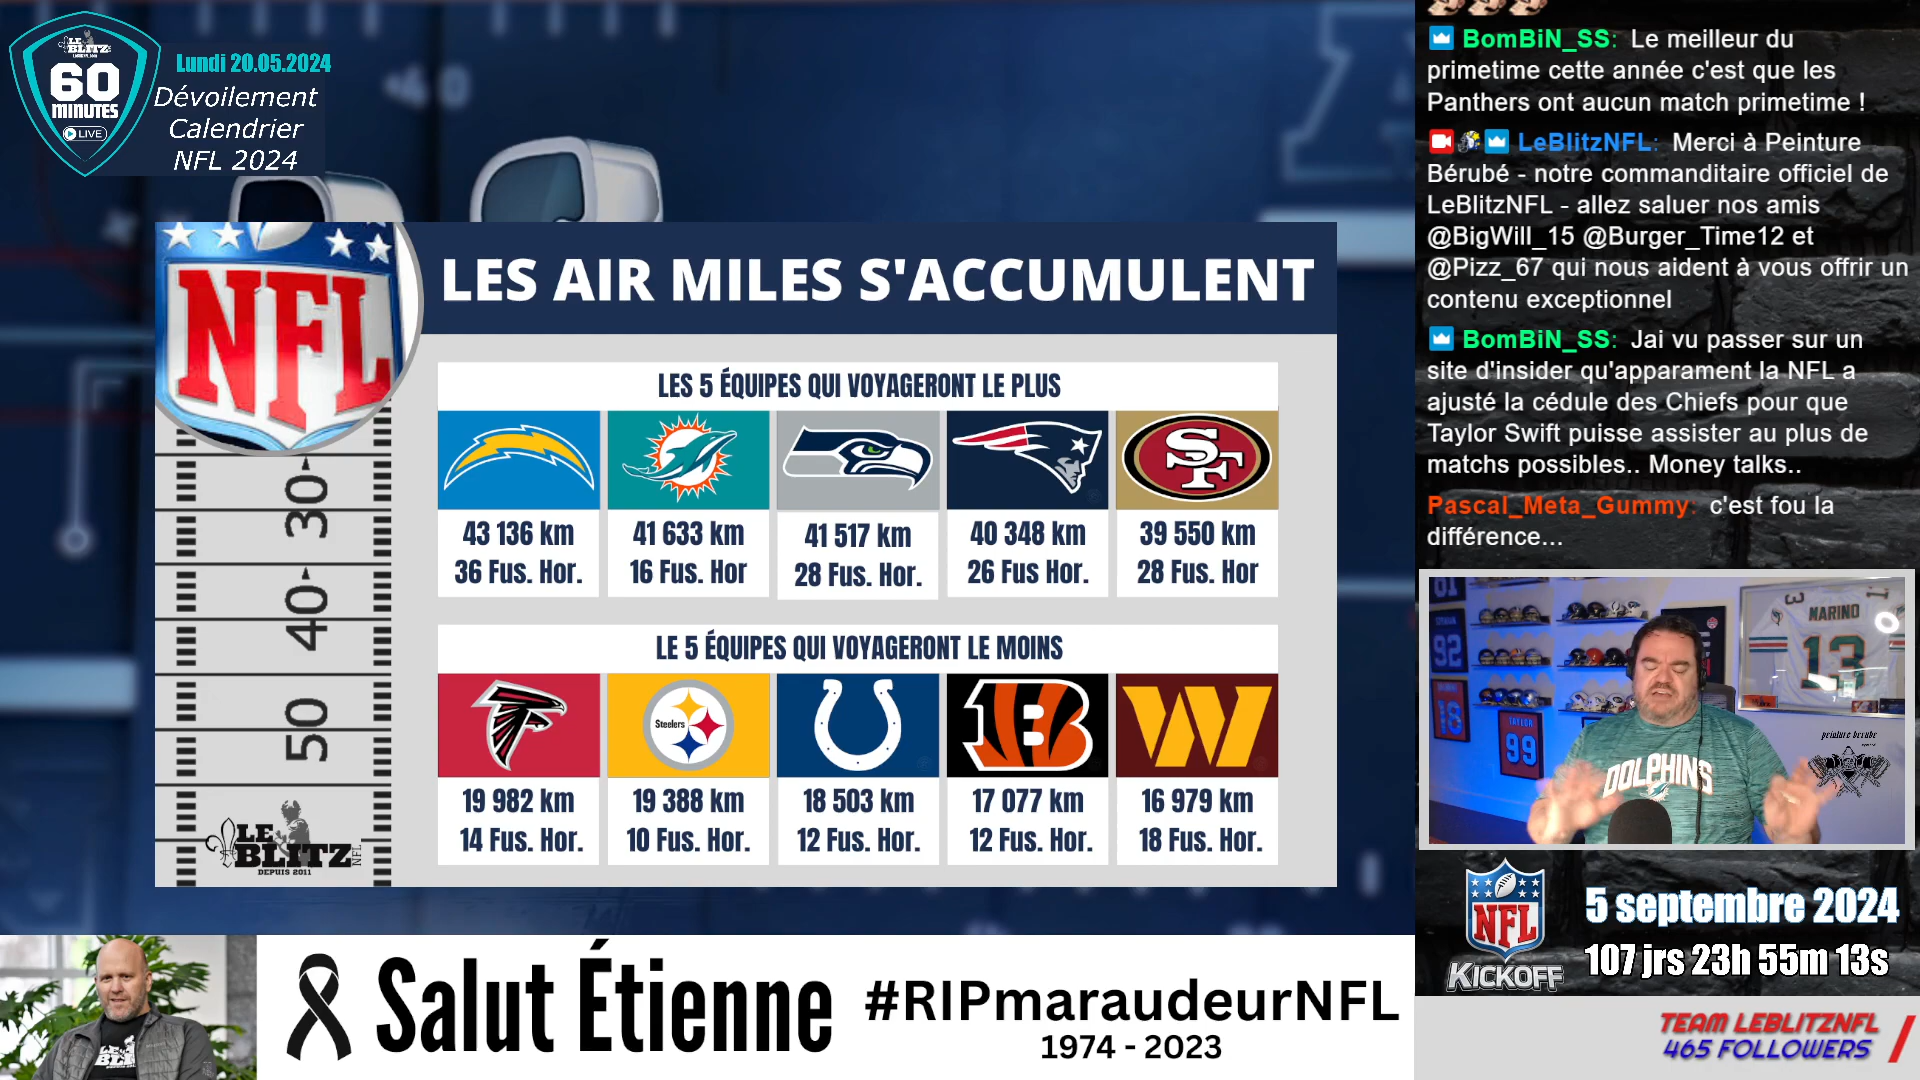 LE BLITZ
60
MINUTES
LIVE
Lundi 20.05.2024
Dévoilement
Calendrier
NFL 2024
NFL
LES AIR MILES S'ACCUMULENT
LES 5 ÉQUIPES QUI VOYAGERONT LE PLUS
SF
43 136 km
36 Fus. Hor.
41 633 km
16 Fus. Hor
41 517 km
28 Fus. Hor.
40 348 km
26 Fus Hor.
39 550 km
28 Fus. Hor
LE 5 ÉQUIPES QUI VOYAGERONT LE MOINS
Steelers
B
W
19 982 km
14 Fus. Hor.
19 388 km
10 Fus. Hor.
18 503 km
12 Fus. Hor.
17 077 km
12 Fus. Hor.
16 979 km
18 Fus. Hor.
30
40
50
LE
BLITZ NFL
DEPUIS 2011
Salut Étienne
#RIPmaraudeurNFL
1974 - 2023
BomBiN_SS: Le meilleur du
primetime cette année c'est que les
Panthers ont aucun match primetime !
LeBlitzNFL: Merci à Peinture
Bérubé - notre commanditaire officiel de
LeBlitzNFL - allez saluer nos amis
@BigWill_15 @Burger_Time12 et
@Pizz_67 qui nous aident à vous offrir un
contenu exceptionnel
BomBiN_SS: Jai vu passer sur un
site d'insider qu'apparament la NFL a
ajusté la cédule des Chiefs pour que
Taylor Swift puisse assister au plus de
matchs possibles.. Money talks..
Pascal_Meta_Gummy: c'est fou la
différence...
92
18
TAYLOR
99
MARINO
13
DOLPHINS
peinture berube
NFL
KICKOFF
5 septembre 2024
107 jrs 23h 55m 13s
TEAM LEBLITZNFL
465 FOLLOWERS